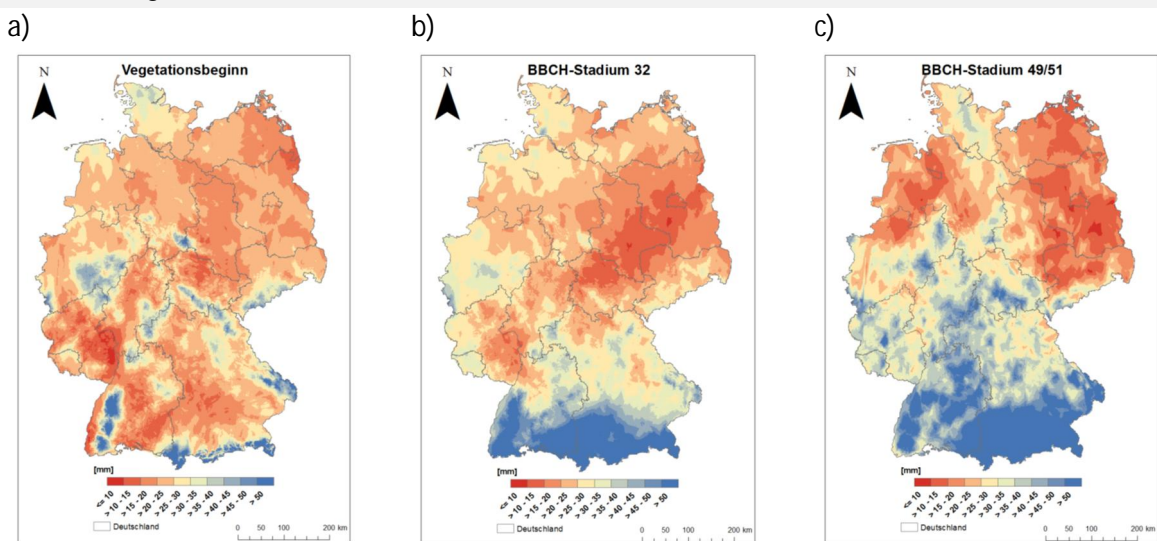 a)
b)
c)
N
Vegetationsbeginn
N
BBCH-Stadium 32
N
BBCH-Stadium 49/51
[mm]
<= 10
> 10 - 15
> 15 - 20
> 20 - 25
> 25 - 30
> 30 - 35
> 35 - 40
> 40 - 45
> 45 - 50
> 50
Deutschland
0 50 100 200 km
[mm]
<= 10
> 10 - 15
> 15 - 20
> 20 - 25
> 25 - 30
> 30 - 35
> 35 - 40
> 40 - 45
> 45 - 50
> 50
Deutschland
0 50 100 200 km
[mm]
<= 10
> 10 - 15
> 15 - 20
> 20 - 25
> 25 - 30
> 30 - 35
> 35 - 40
> 40 - 45
> 45 - 50
> 50
Deutschland
0 50 100 200 km